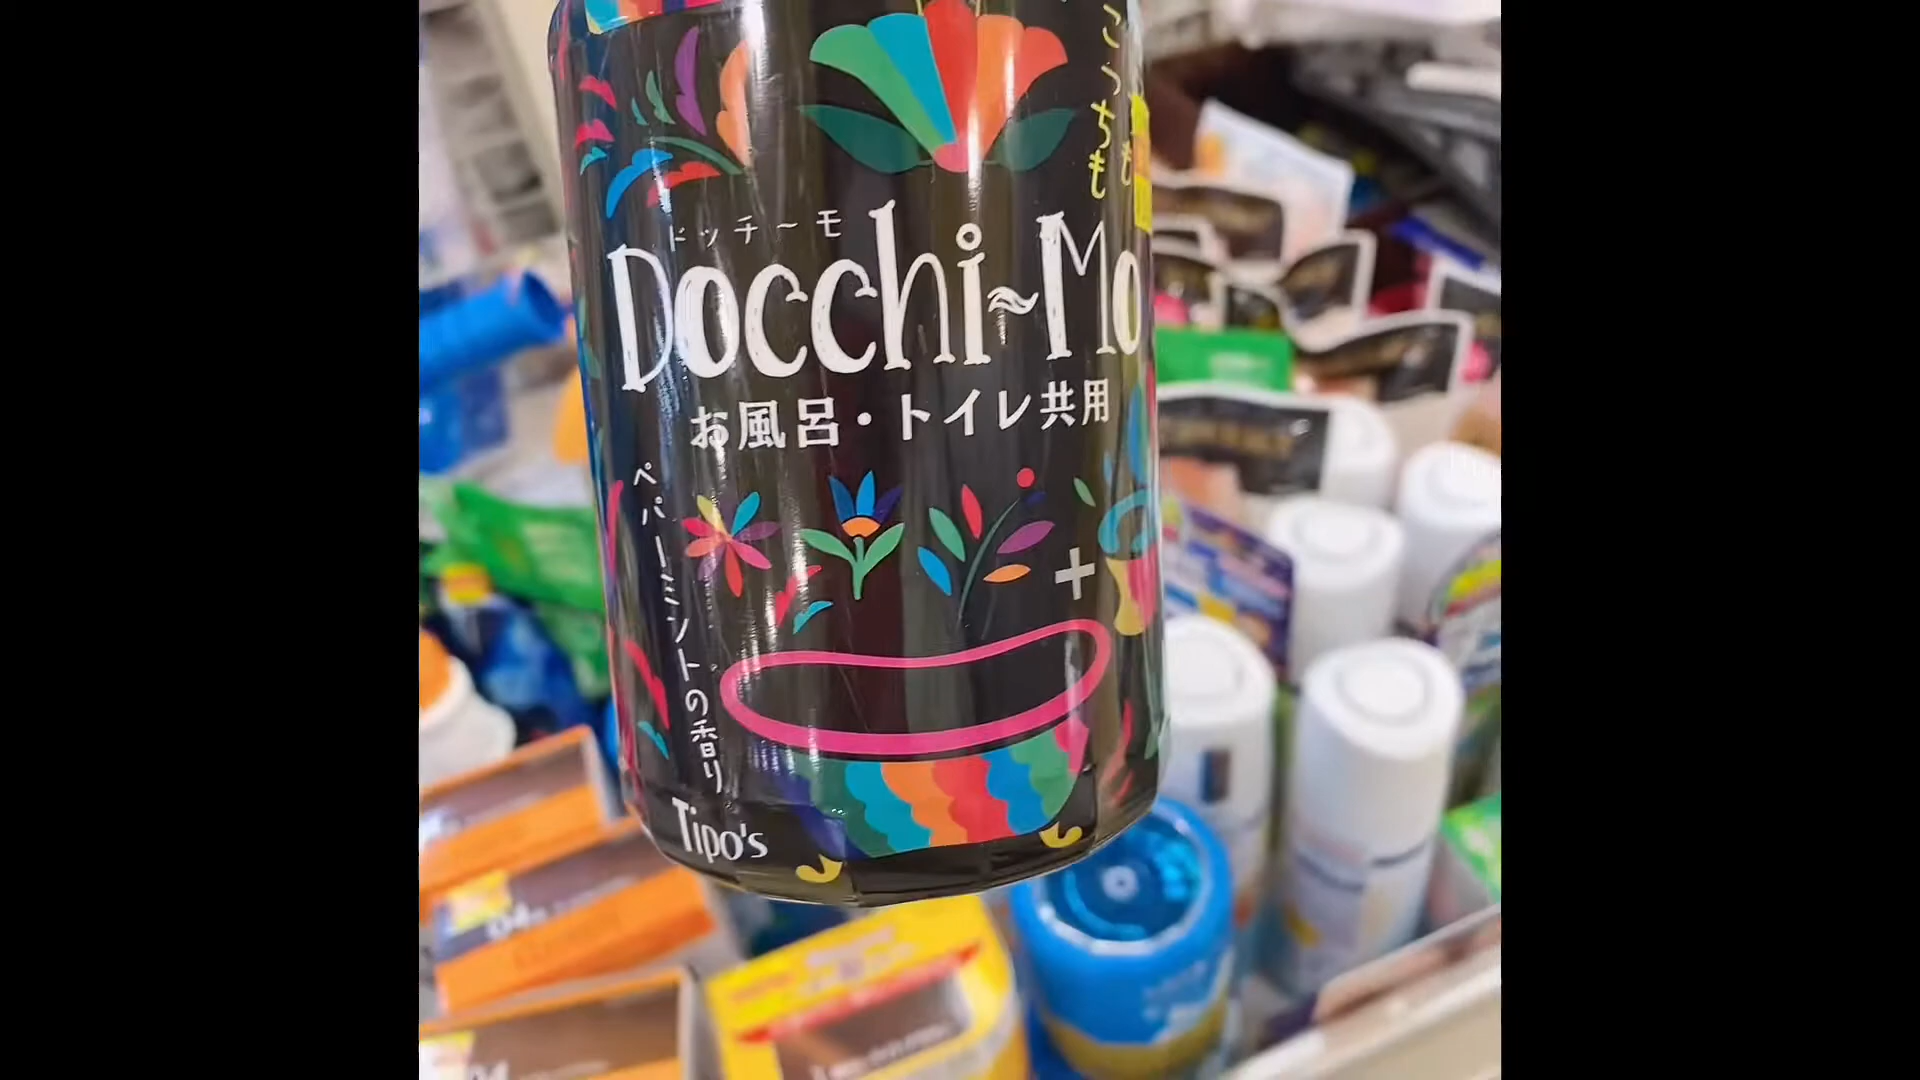 こっちも
ドッチ～モ
Docchi~Mo
お風呂・トイレ共用
ペパーミントの香り
+
Tipo's
04